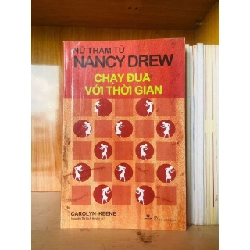 NỮ THÁM TỬ
NANCY DREW
CHẠY ĐUA
VỚI THỜI GIAN
CAROLYN KEENE